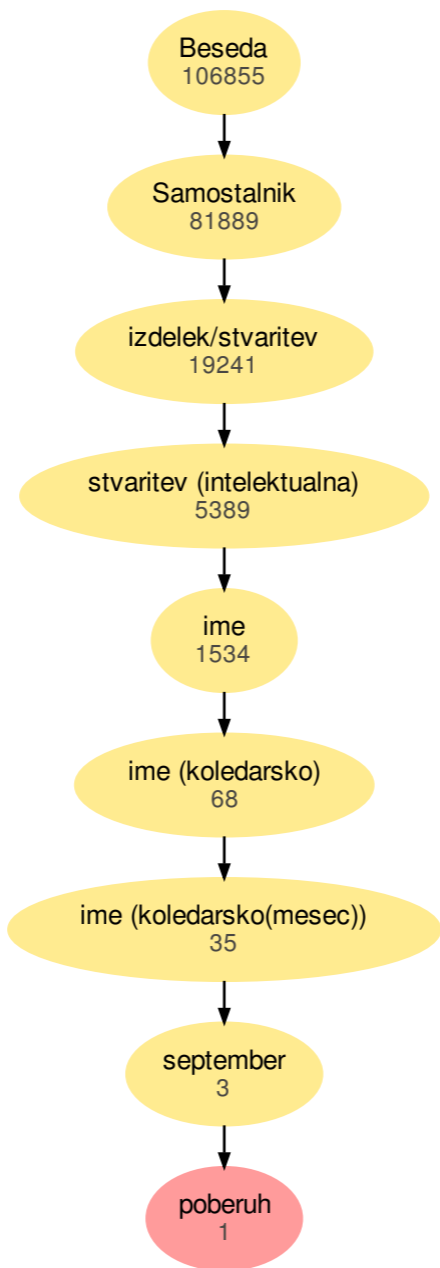 Beseda
106855
Samostalnik
81889
izdelek/stvaritev
19241
stvaritev (intelektualna)
5389
ime
1534
ime (koledarsko)
68
ime (koledarsko(mesec))
35
september
3
poberuh
1